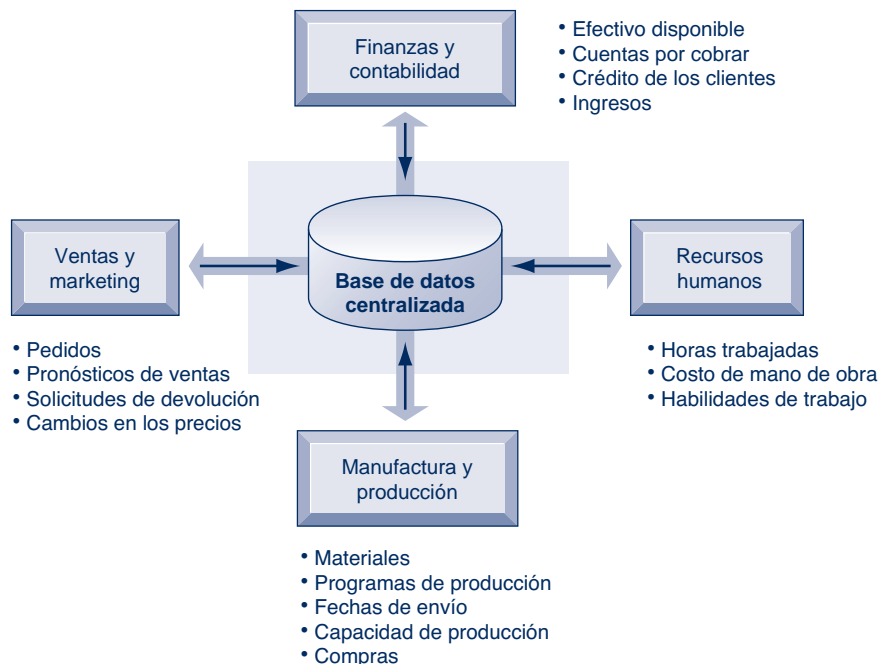 Finanzas y
contabilidad
• Efectivo disponible
• Cuentas por cobrar
• Crédito de los clientes
• Ingresos
Ventas y
marketing
• Pedidos
• Pronósticos de ventas
• Solicitudes de devolución
• Cambios en los precios
Base de datos
centralizada
Recursos
humanos
• Horas trabajadas
• Costo de mano de obra
• Habilidades de trabajo
Manufactura y
producción
• Materiales
• Programas de producción
• Fechas de envío
• Capacidad de producción
• Compras